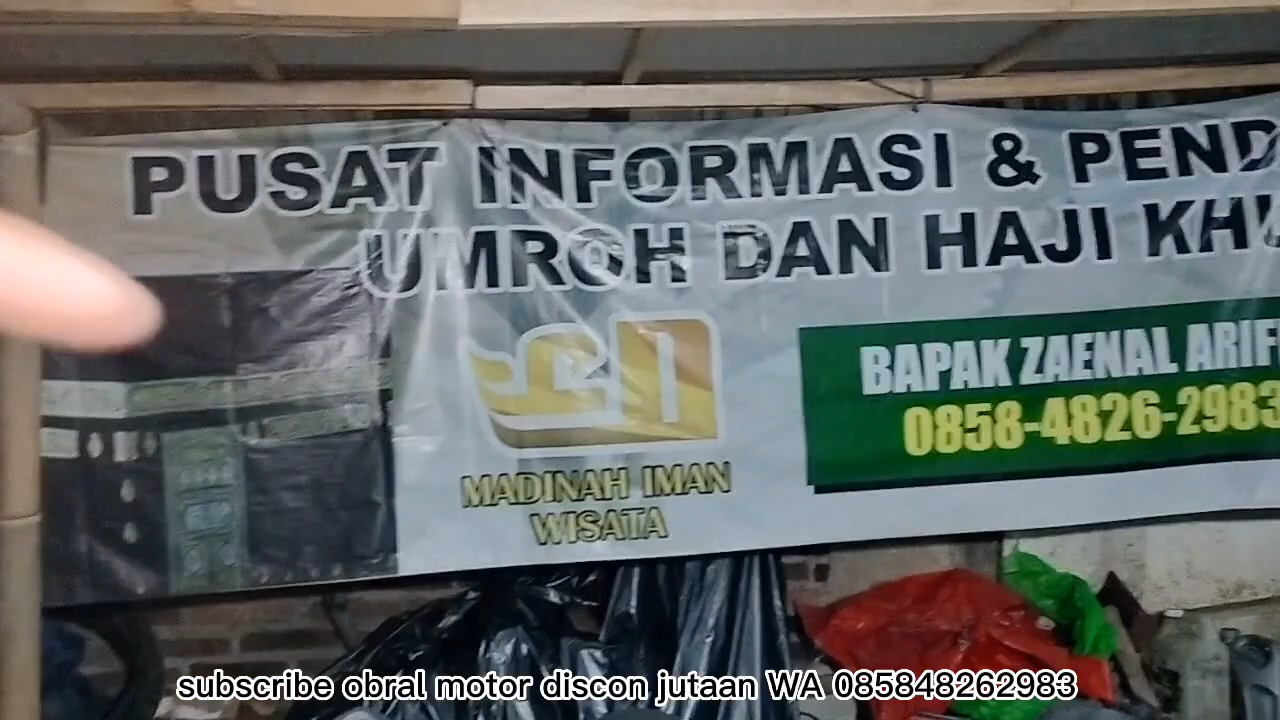 PUSAT INFORMASI & PEND
UMROH DAN HAJI KHU
BAPAK ZAENAL ARIF
0858-4826-2983
MADINAH IMAN
WISATA
subscribe obral motor discon jutaan WA 085848262983